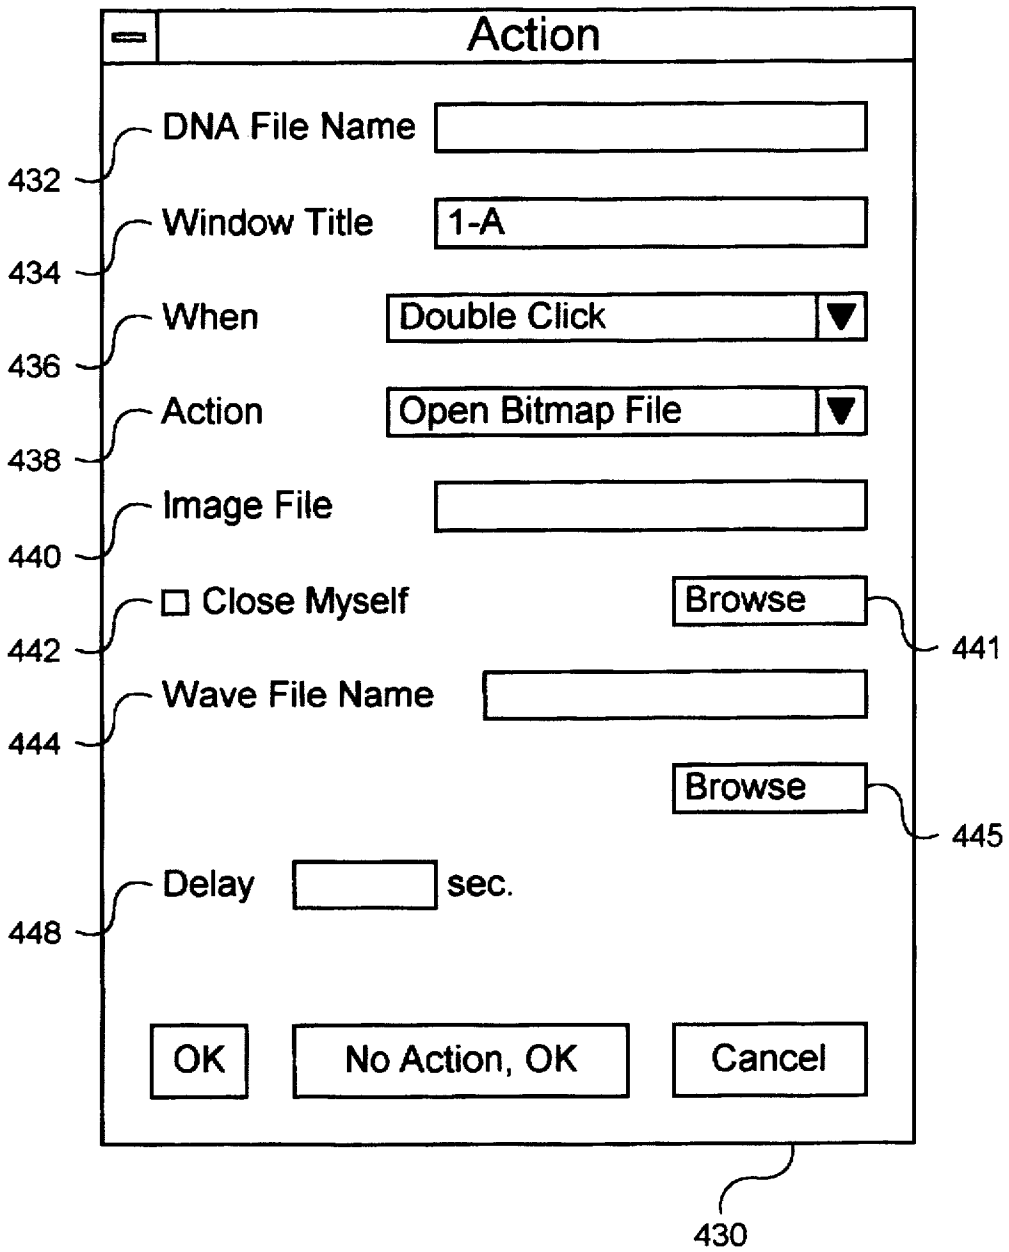 Action
DNA File Name
432
Window Title 1-A
434
When Double Click
436
Action Open Bitmap File
438
Image File
440
Close Myself Browse
442 441
Wave File Name
444
Browse
445
Delay sec.
448
OK No Action, OK Cancel
430